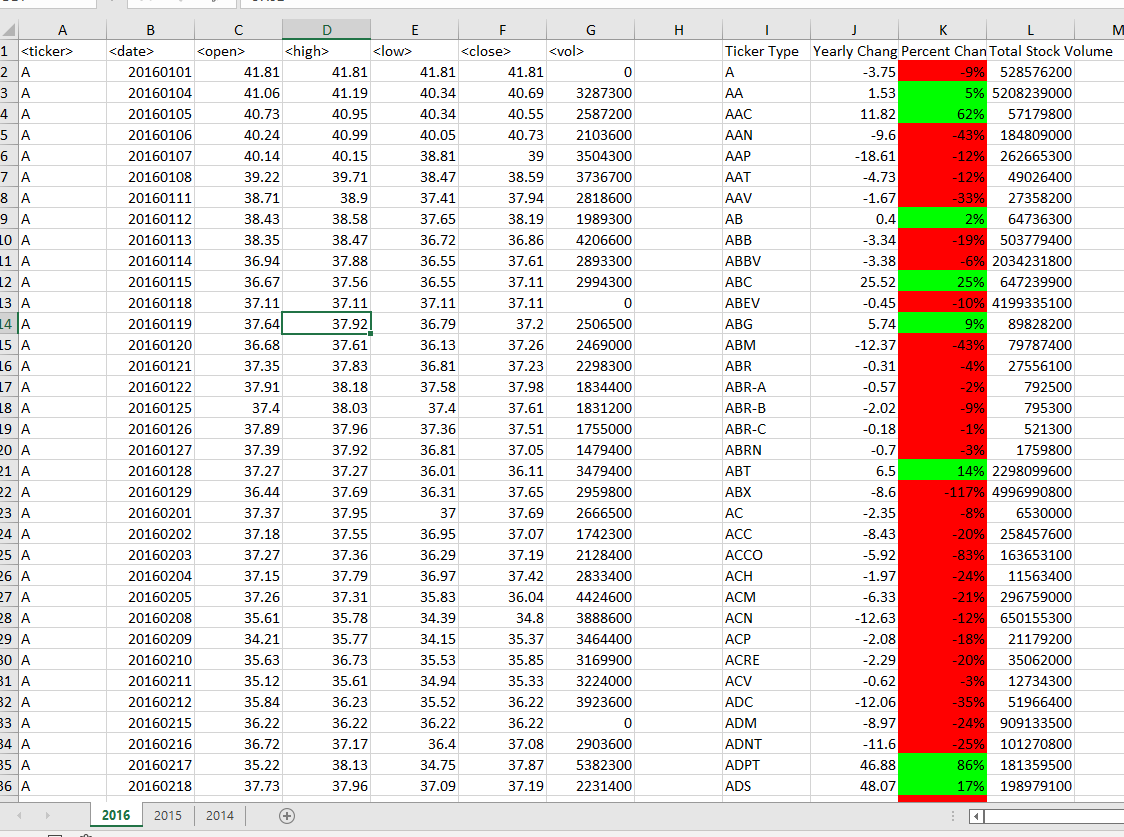 A B C D E F G H I J K L M
1 <ticker> <date> <open> <high> <low> <close> <vol> Ticker Type Yearly Chang Percent Chan Total Stock Volume
2 A 20160101 41.81 41.81 41.81 41.81 0 A -3.75 -9% 528576200
3 A 20160104 41.06 41.19 40.34 40.69 3287300 AA 1.53 5% 5208239000
4 A 20160105 40.73 40.95 40.34 40.55 2587200 AAC 11.82 62% 57179800
5 A 20160106 40.24 40.99 40.05 40.73 2103600 AAN -9.6 -43% 184809000
6 A 20160107 40.14 40.15 38.81 39 3504300 AAP -18.61 -12% 262665300
7 A 20160108 39.22 39.71 38.47 38.59 3736700 AAT -4.73 -12% 49026400
8 A 20160111 38.71 38.9 37.41 37.94 2818600 AAV -1.67 -33% 27358200
9 A 20160112 38.43 38.58 37.65 38.19 1989300 AB 0.4 2% 64736300
10 A 20160113 38.35 38.47 36.72 36.86 4206600 ABB -3.34 -19% 503779400
11 A 20160114 36.94 37.88 36.55 37.61 2893300 ABBV -3.38 -6% 2034231800
12 A 20160115 36.67 37.56 36.55 37.11 2994300 ABC 25.52 25% 647239900
13 A 20160118 37.11 37.11 37.11 37.11 0 ABEV -0.45 -10% 4199335100
14 A 20160119 37.64 37.92 36.79 37.2 2506500 ABG 5.74 9% 89828200
15 A 20160120 36.68 37.61 36.13 37.26 2469000 ABM -12.37 -43% 79787400
16 A 20160121 37.35 37.83 36.81 37.23 2298300 ABR -0.31 -4% 27556100
17 A 20160122 37.91 38.18 37.58 37.98 1834400 ABR-A -0.57 -2% 792500
18 A 20160125 37.4 38.03 37.4 37.61 1831200 ABR-B -2.02 -9% 795300
19 A 20160126 37.89 37.96 37.36 37.51 1755000 ABR-C -0.18 -1% 521300
20 A 20160127 37.39 37.92 36.81 37.05 1479400 ABRN -0.7 -3% 1759800
21 A 20160128 37.27 37.27 36.01 36.11 3479400 ABT 6.5 14% 2298099600
22 A 20160129 36.44 37.69 36.31 37.65 2959800 ABX -8.6 -117% 4996990800
23 A 20160201 37.37 37.95 37 37.69 2666500 AC -2.35 -8% 6530000
24 A 20160202 37.18 37.55 36.95 37.07 1742300 ACC -8.43 -20% 258457600
25 A 20160203 37.27 37.36 36.29 37.19 2128400 ACCO -5.92 -83% 163653100
26 A 20160204 37.15 37.79 36.97 37.42 2833400 ACH -1.97 -24% 11563400
27 A 20160205 37.26 37.31 35.83 36.04 4424600 ACM -6.33 -21% 296759000
28 A 20160208 35.61 35.78 34.39 34.8 3888600 ACN -12.63 -12% 650155300
29 A 20160209 34.21 35.77 34.15 35.37 3464400 ACP -2.08 -18% 21179200
30 A 20160210 35.63 36.73 35.53 35.85 3169900 ACRE -2.29 -20% 35062000
31 A 20160211 35.12 35.61 34.94 35.33 3224000 ACV -0.62 -3% 12734300
32 A 20160212 35.84 36.23 35.52 36.22 3923600 ADC -12.06 -35% 51966400
33 A 20160215 36.22 36.22 36.22 36.22 0 ADM -8.97 -24% 909133500
34 A 20160216 36.72 37.17 36.4 37.08 2903600 ADNT -11.6 -25% 101270800
35 A 20160217 35.22 38.13 34.75 37.87 5382300 ADPT 46.88 86% 181359500
36 A 20160218 37.73 37.96 37.09 37.19 2231400 ADS 48.07 17% 198979100
2016 2015 2014